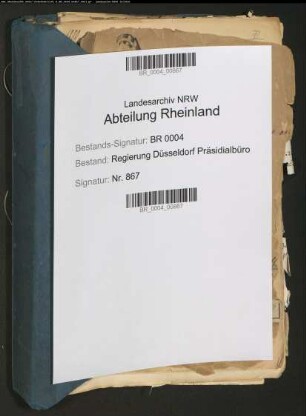 BR_0004_00867
Landesarchiv NRW
Abteilung Rheinland
Bestands-Signatur: BR 0004
Bestand: Regierung Düsseldorf Präsidialbüro
Signatur: Nr. 867
BR_0004_00867